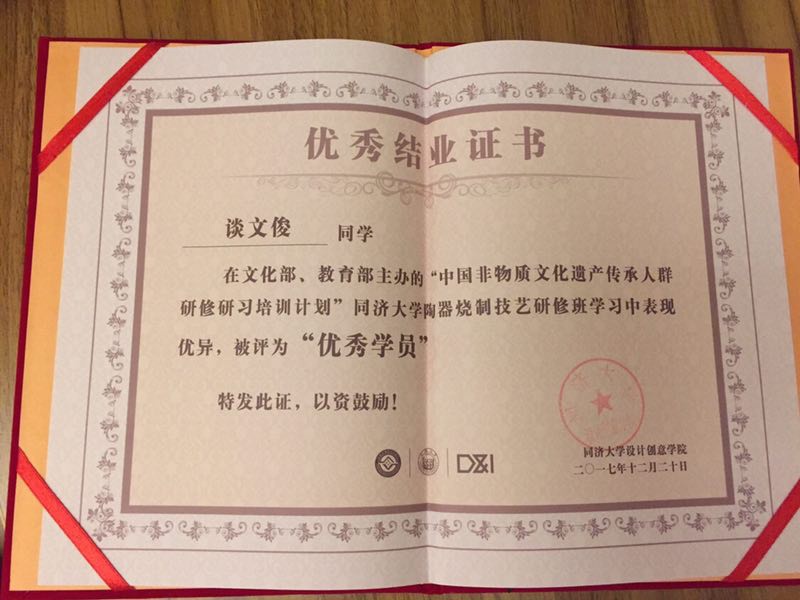 优秀结业证书
谈文俊 同学
在文化部、教育部主办的“中国非物质文化遗产传承人群
研修研习培训计划”同济大学陶器烧制技艺研修班学习中表现
优异，被评为“优秀学员”
特发此证，以资鼓励！
D&I
同济大学设计创意学院
二〇一七年十二月二十日